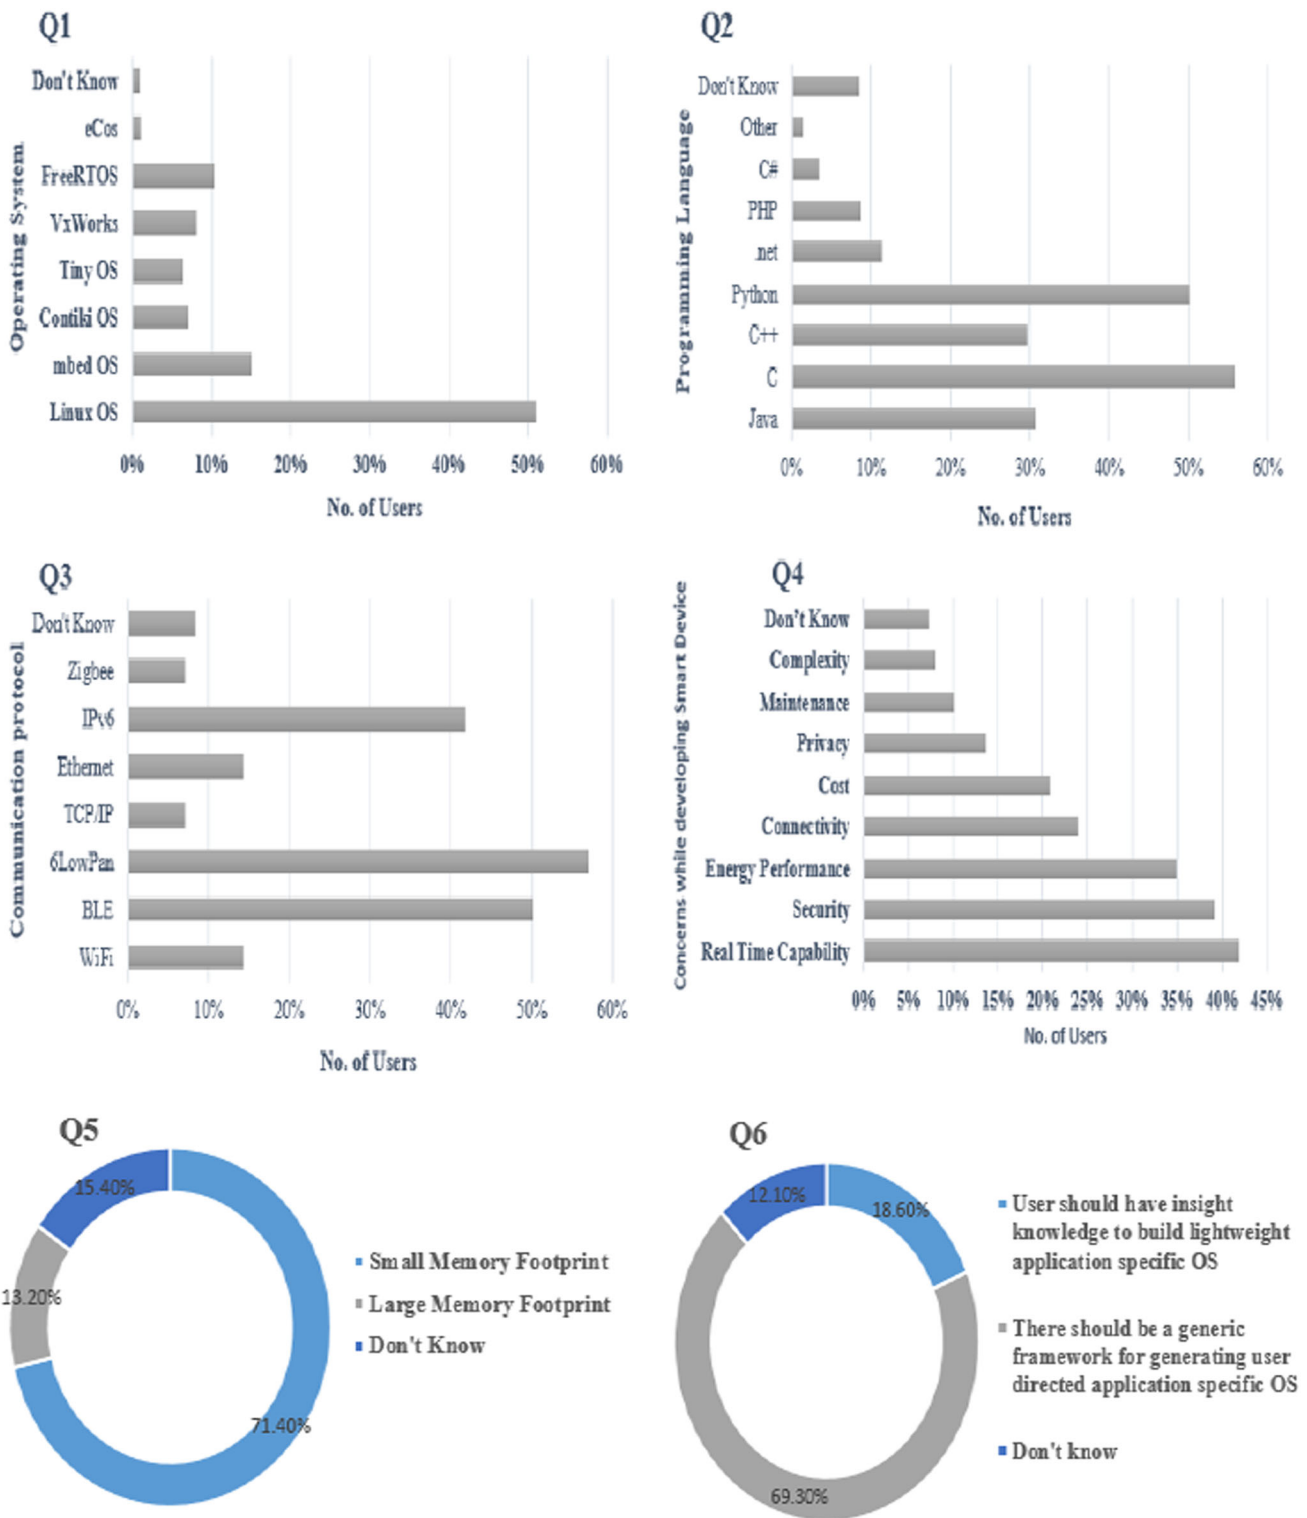 Q1
Operating System
Don't Know
eCos
FreeRTOS
VxWorks
Tiny OS
Contiki OS
mbed OS
Linux OS
0% 10% 20% 30% 40% 50% 60%
No. of Users
Q2
Programming Language
Don't Know
Other
C#
PHP
.net
Python
C++
C
Java
0% 10% 20% 30% 40% 50% 60%
No. of Users
Q3
Communication protocol
Don't Know
Zigbee
IPv6
Ethernet
TCP/IP
6LowPan
BLE
WiFi
0% 10% 20% 30% 40% 50% 60%
No. of Users
Q4
Concerns while developing Smart Device
Don't Know
Complexity
Maintenance
Privacy
Cost
Connectivity
Energy Performance
Security
Real Time Capability
0% 5% 10% 15% 20% 25% 30% 35% 40% 45%
No. of Users
Q5
15.40%
13.20%
71.40%
Small Memory Footprint
Large Memory Footprint
Don't Know
Q6
12.10%
18.60%
69.30%
User should have insight
knowledge to build lightweight
application specific OS
There should be a generic
framework for generating user
directed application specific OS
Don't know